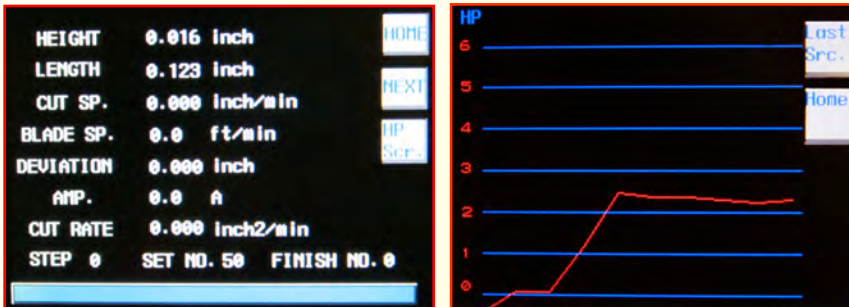 HEIGHT 0.016 inch
HOME
LENGTH 0.123 inch
NEXT
CUT SP. 0.000 inch/min
BLADE SP. 0.0 ft/min
HP
Scr.
DEVIATION 0.000 inch
AMP. 0.0 A
CUT RATE 0.000 inch2/min
STEP 0 SET NO. 50 FINISH NO. 0
HP
Last
Src.
6
5
Home
4
3
2
1
0